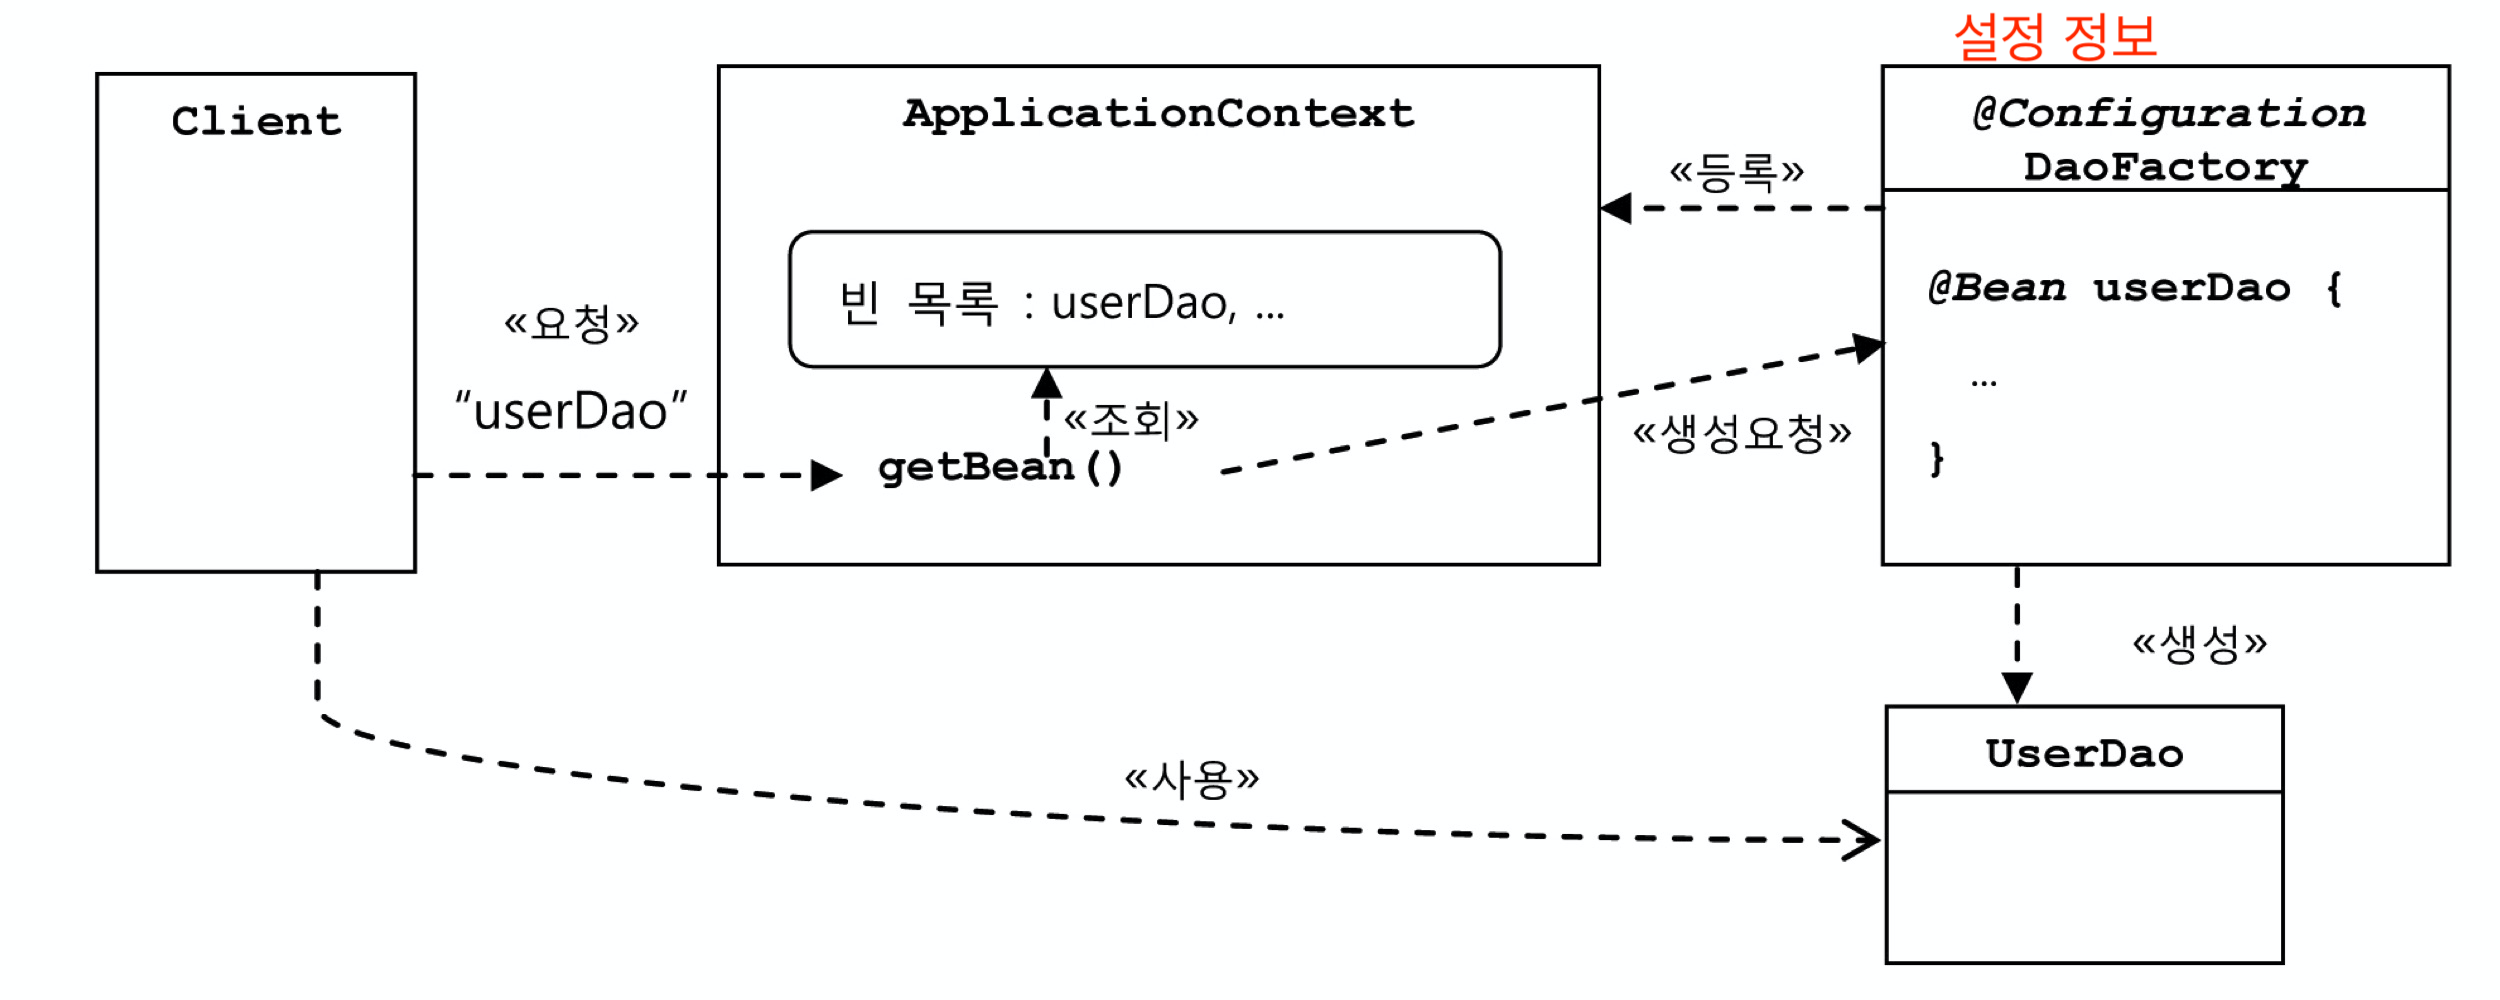 설정 정보
Client
ApplicationContext
@Configuration
DaoFactory
«등록»
빈 목록 : userDao, ...
@Bean userDao {
...
}
«요청»
"userDao"
«조회»
getBean()
«생성요청»
«생성»
UserDao
«사용»